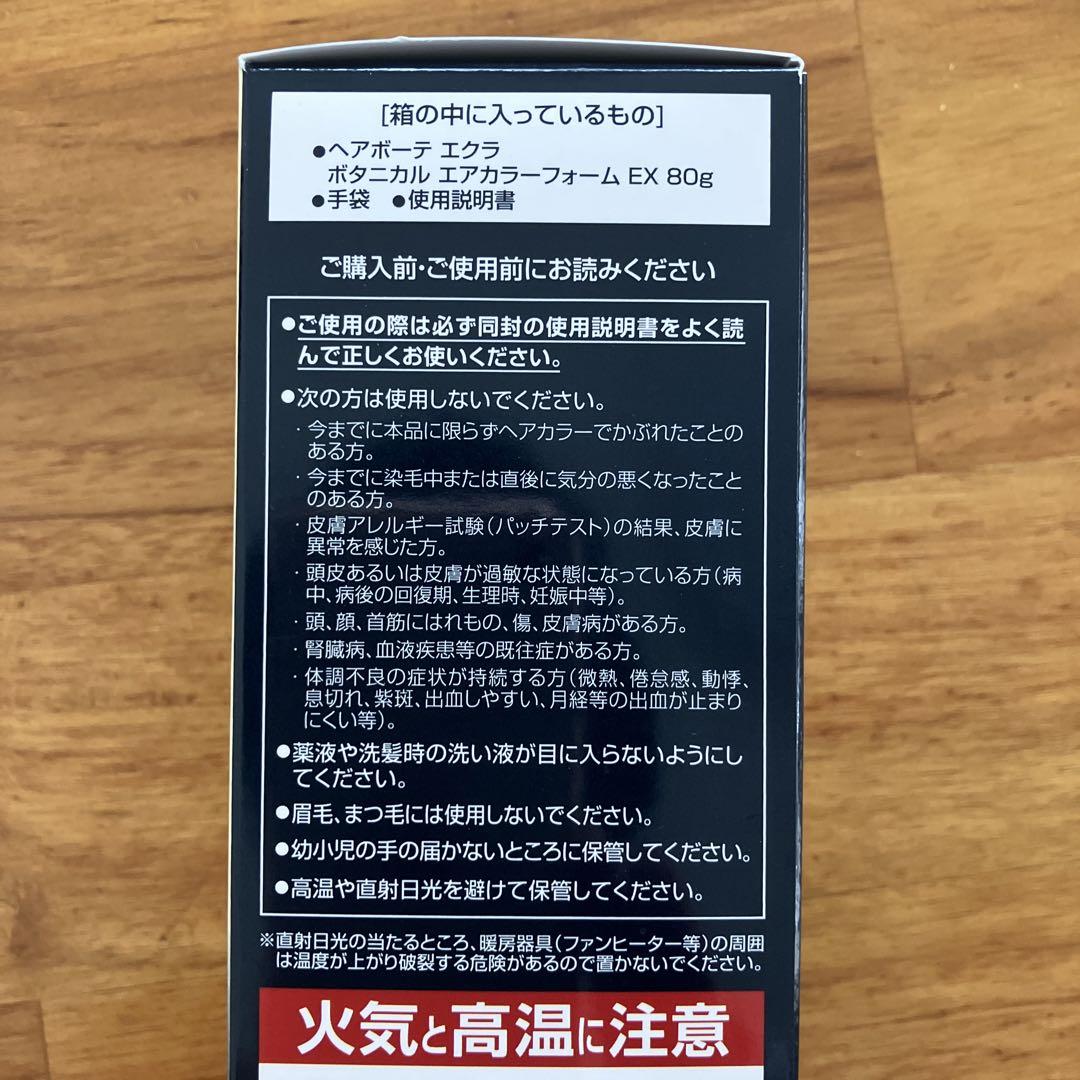 [箱の中に入っているもの]
●ヘアボーテ エクラ
ボタニカル エアカラーフォーム EX 80g
●手袋 ●使用説明書
ご購入前・ご使用前にお読みください
●ご使用の際は必ず同封の使用説明書をよく読
んで正しくお使いください。
●次の方は使用しないでください。
・今までに本品に限らずヘアカラーでかぶれたことの
ある方。
・今までに染毛中または直後に気分の悪くなったこと
のある方。
・皮膚アレルギー試験(パッチテスト)の結果、皮膚に
異常を感じた方。
・頭皮あるいは皮膚が過敏な状態になっている方(病
中、病後の回復期、生理時、妊娠中等)。
・頭、顔、首筋にはれもの、傷、皮膚病がある方。
・腎臓病、血液疾患等の既往症がある方。
・体調不良の症状が持続する方(微熱、倦怠感、動悸、
息切れ、紫斑、出血しやすい、月経等の出血が止まり
にくい等)。
●薬液や洗髪時の洗い液が目に入らないようにし
てください。
●眉毛、まつ毛には使用しないでください。
●幼小児の手の届かないところに保管してください。
●高温や直射日光を避けて保管してください。
※直射日光の当たるところ、暖房器具(ファンヒーター等)の周囲
は温度が上がり破裂する危険があるので置かないでください。
火気と高温に注意